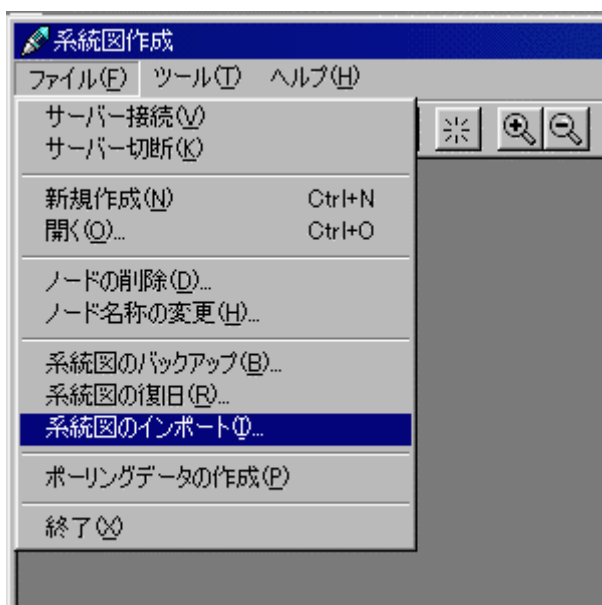 系統図作成
ファイル(F) ツール(T) ヘルプ(H)
サーバー接続(V)
サーバー切断(K)
新規作成(N) Ctrl+N
開く(O)... Ctrl+O
ノードの削除(D)...
ノード名称の変更(H)...
系統図のバックアップ(B)...
系統図の復旧(R)...
系統図のインポート(I)...
ポーリングデータの作成(P)
終了(X)